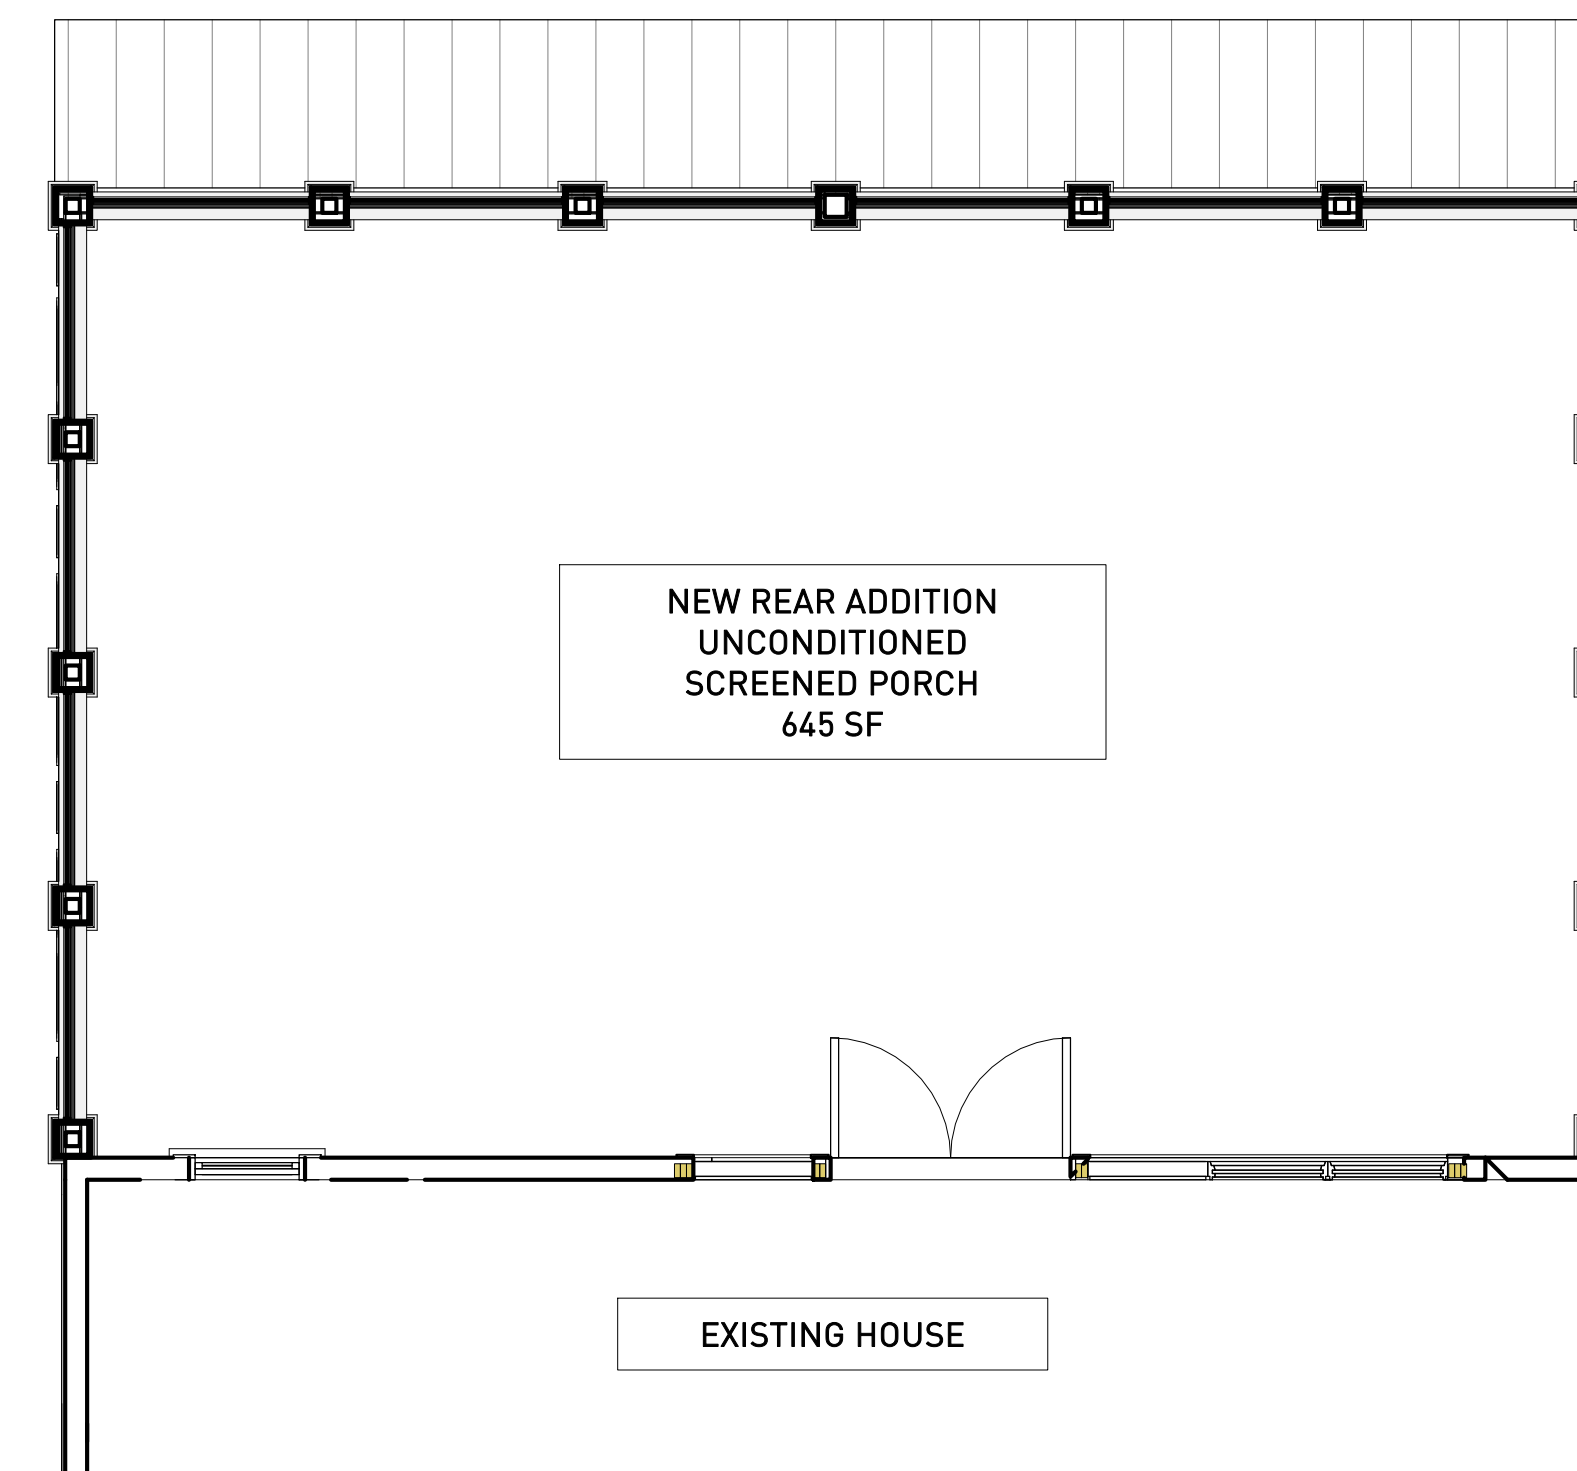 NEW REAR ADDITION
UNCONDITIONED
SCREENED PORCH
645 SF
EXISTING HOUSE